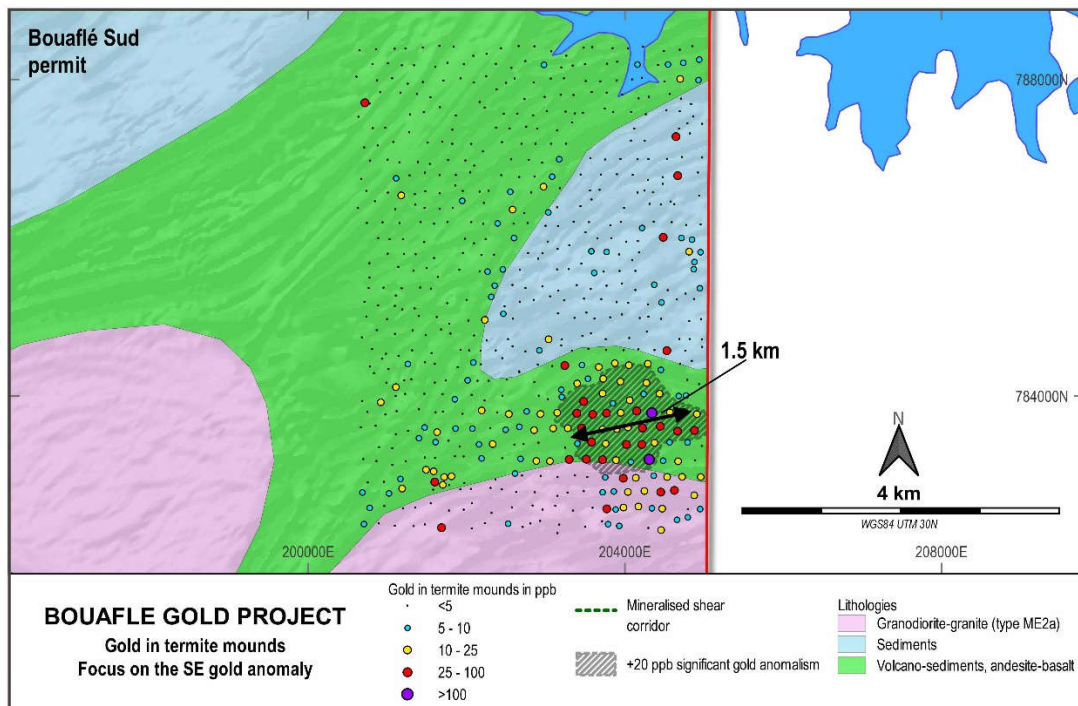 Bouaflé Sud
permit
788000N
1.5 km
784000N
N
4 km
WGS84 UTM 30N
200000E
204000E
208000E
BOUAFLE GOLD PROJECT
Gold in termite mounds
Focus on the SE gold anomaly
Gold in termite mounds in ppb
<5
5 - 10
10 - 25
25 - 100
>100
Mineralised shear
corridor
+20 ppb significant gold anomalism
Lithologies
Granodiorite-granite (type ME2a)
Sediments
Volcano-sediments, andesite-basalt